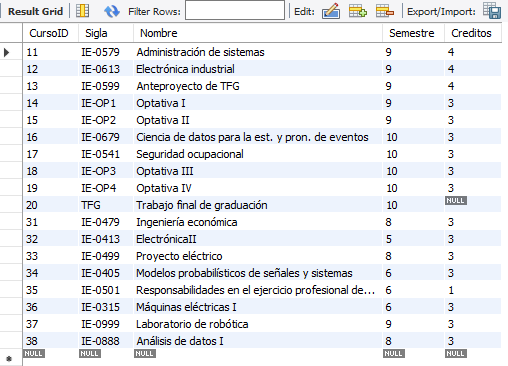 Result Grid Filter Rows: Edit: Export/Import:
CursoID Sigla Nombre Semestre Creditos
11 IE-0579 Administración de sistemas 9 4
12 IE-0613 Electrónica industrial 9 4
13 IE-0599 Anteproyecto de TFG 9 4
14 IE-OP1 Optativa I 9 3
15 IE-OP2 Optativa II 9 3
16 IE-0679 Ciencia de datos para la est. y pron. de eventos 10 3
17 IE-0541 Seguridad ocupacional 10 3
18 IE-OP3 Optativa III 10 3
19 IE-OP4 Optativa IV 10 3
20 TFG Trabajo final de graduación 10 NULL
31 IE-0479 Ingeniería económica 8 3
32 IE-0413 ElectrónicaII 5 3
33 IE-0499 Proyecto eléctrico 8 3
34 IE-0405 Modelos probabilísticos de señales y sistemas 6 3
35 IE-0501 Responsabilidades en el ejercicio profesional de... 6 1
36 IE-0315 Máquinas eléctricas I 6 3
37 IE-0999 Laboratorio de robótica 9 3
38 IE-0888 Análisis de datos I 8 3
NULL NULL NULL NULL NULL